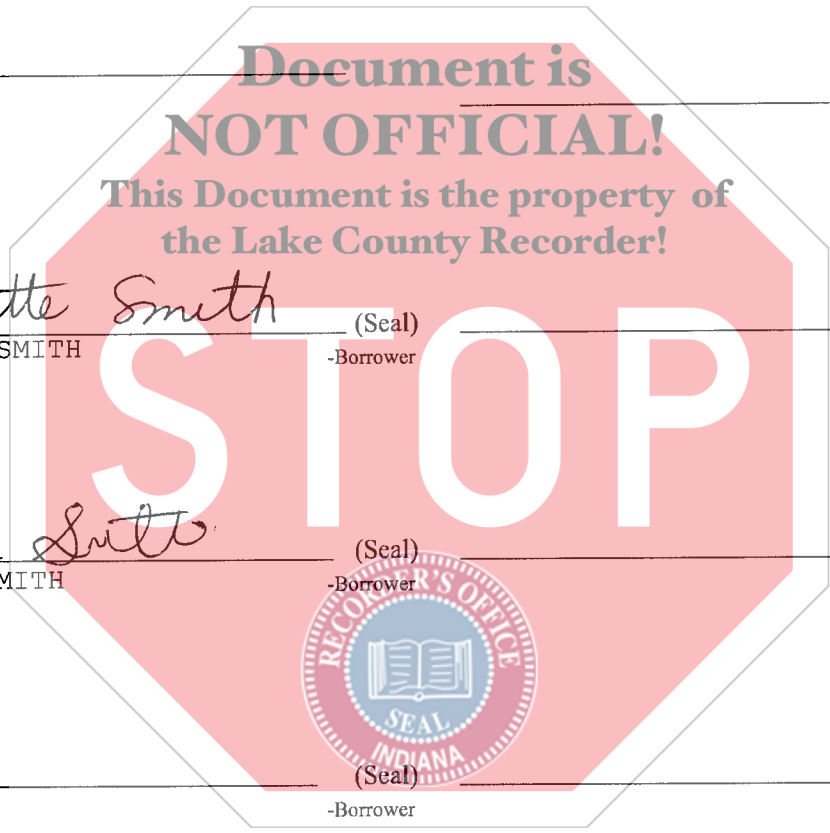 Document is
NOT OFFICIAL!
This Document is the property of
the Lake County Recorder!
tte Smith (Seal)
SMITH -Borrower
STOP
(Seal)
MITH -Borrower
RECORDER'S OFFICE
SEAL
INDIANA
(Seal)
-Borrower